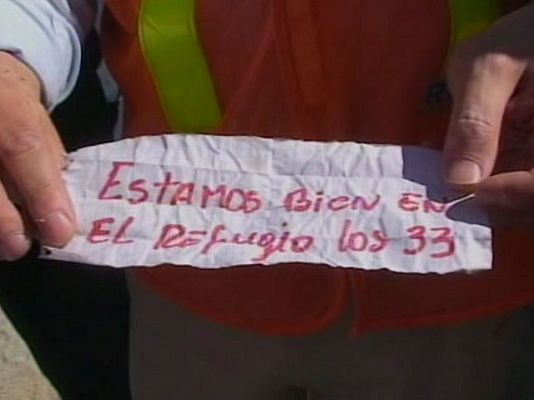 ESTAMOS BIEN EN
EL REFUGIO LOS 33